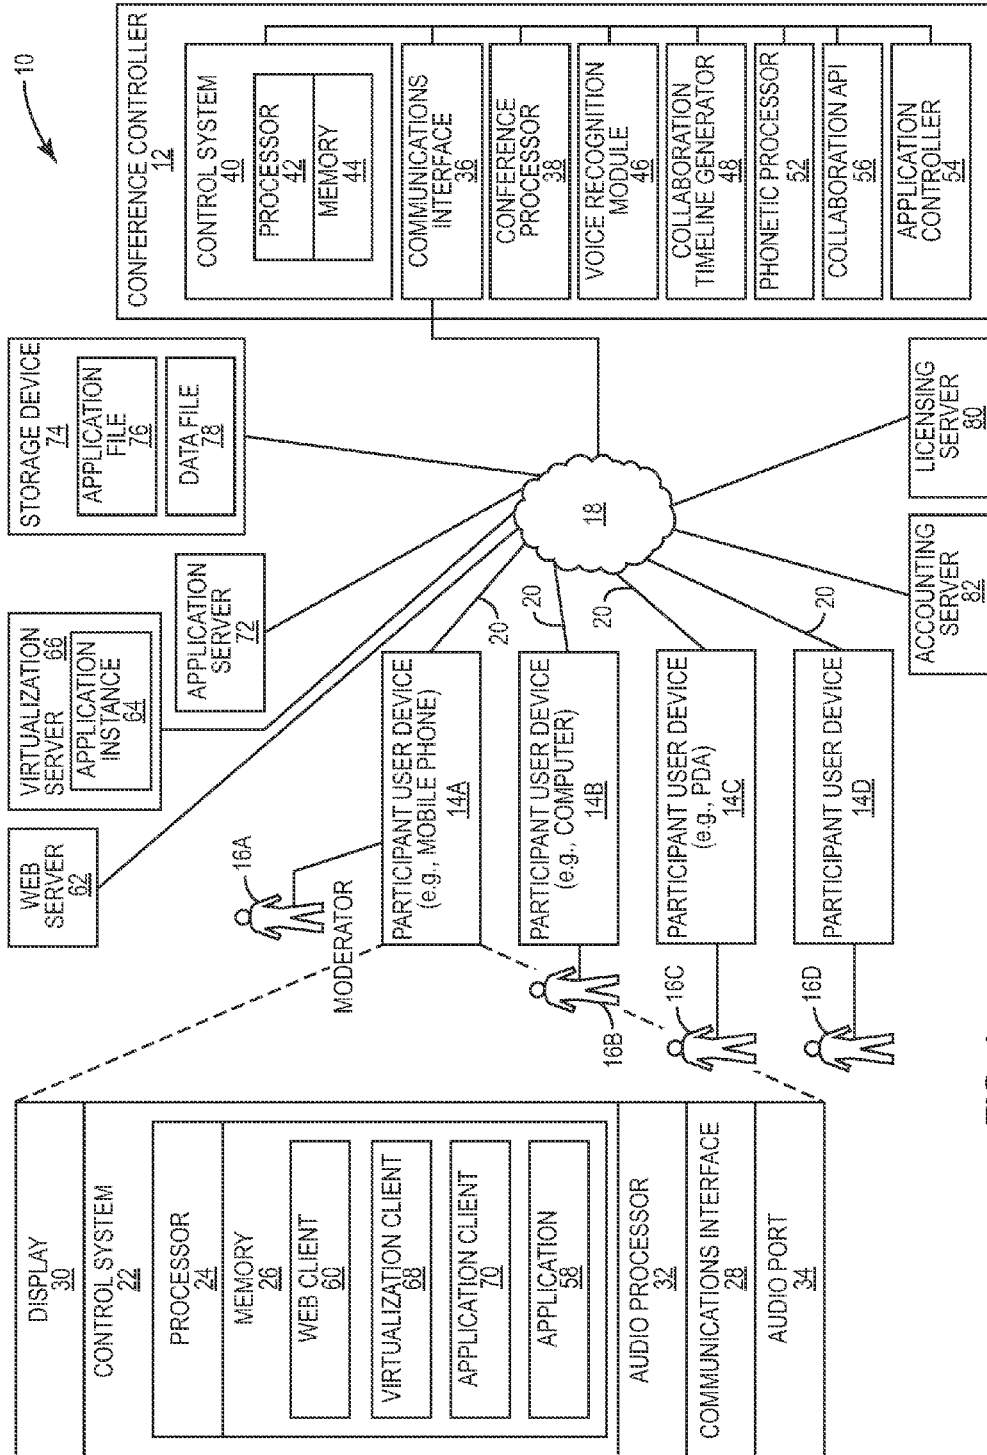 DISPLAY
30
CONTROL SYSTEM
22
PROCESSOR
24
MEMORY
26
WEB CLIENT
60
VIRTUALIZATION CLIENT
68
APPLICATION CLIENT
70
APPLICATION
58
AUDIO PROCESSOR
32
COMMUNICATIONS INTERFACE
28
AUDIO PORT
34
WEB
SERVER
62
VIRTUALIZATION
SERVER 66
APPLICATION
INSTANCE
64
APPLICATION
SERVER
72
STORAGE DEVICE
74
APPLICATION
FILE
76
DATA FILE
78
10
16A
MODERATOR
PARTICIPANT USER DEVICE
(e.g., MOBILE PHONE)
14A
20
16B
PARTICIPANT USER DEVICE
(e.g., COMPUTER)
14B
20
16C
PARTICIPANT USER DEVICE
(e.g., PDA)
14C
20
16D
PARTICIPANT USER DEVICE
14D
20
18
CONFERENCE CONTROLLER
12
CONTROL SYSTEM
40
PROCESSOR
42
MEMORY
44
COMMUNICATIONS
INTERFACE
36
CONFERENCE
PROCESSOR
38
VOICE RECOGNITION
MODULE
46
COLLABORATION
TIMELINE GENERATOR
48
PHONETIC PROCESSOR
52
COLLABORATION API
56
APPLICATION
CONTROLLER
54
ACCOUNTING
SERVER
82
LICENSING
SERVER
80